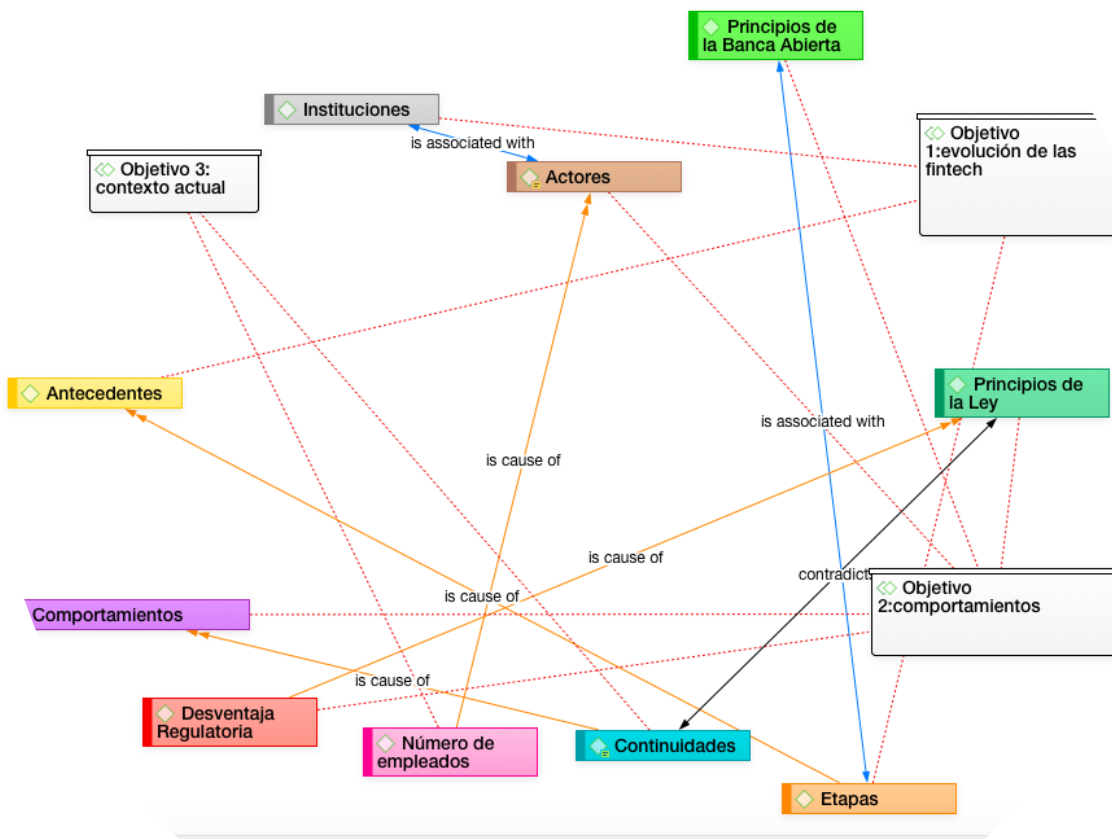 Principios de
la Banca Abierta
Instituciones
is associated with
Objetivo
1:evolución de las
fintech
Objetivo 3:
contexto actual
Actores
Antecedentes
Principios de
la Ley
is associated with
is cause of
is cause of
contradicts
is cause of
Objetivo
2:comportamientos
Comportamientos
is cause of
Desventaja
Regulatoria
Número de
empleados
Continuidades
Etapas